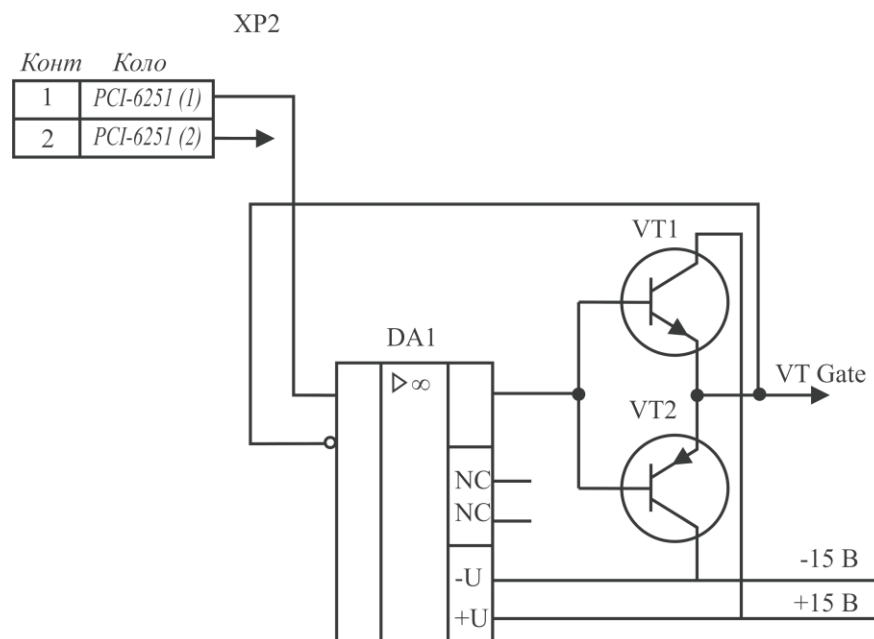 XP2
Конт Коло
1 PCI-6251 (1)
2 PCI-6251 (2)
VT1
DA1
▷ ∞
VT Gate
VT2
NC
NC
-U
-15 В
+U
+15 В